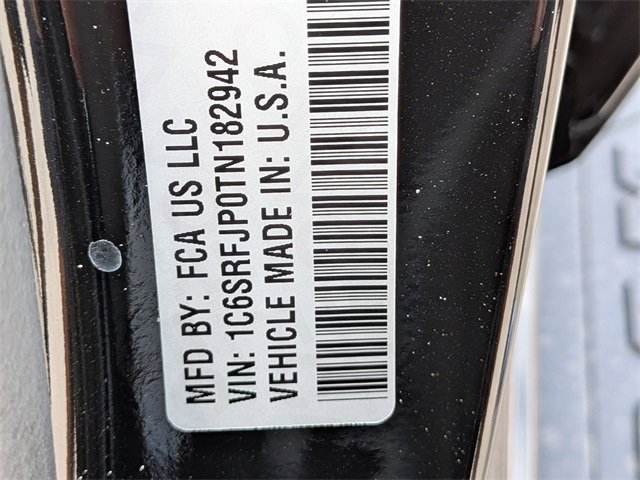 MFD BY: FCA US LLC
VIN: 1C6SRFJP0TN182942
VEHICLE MADE IN: U.S.A.